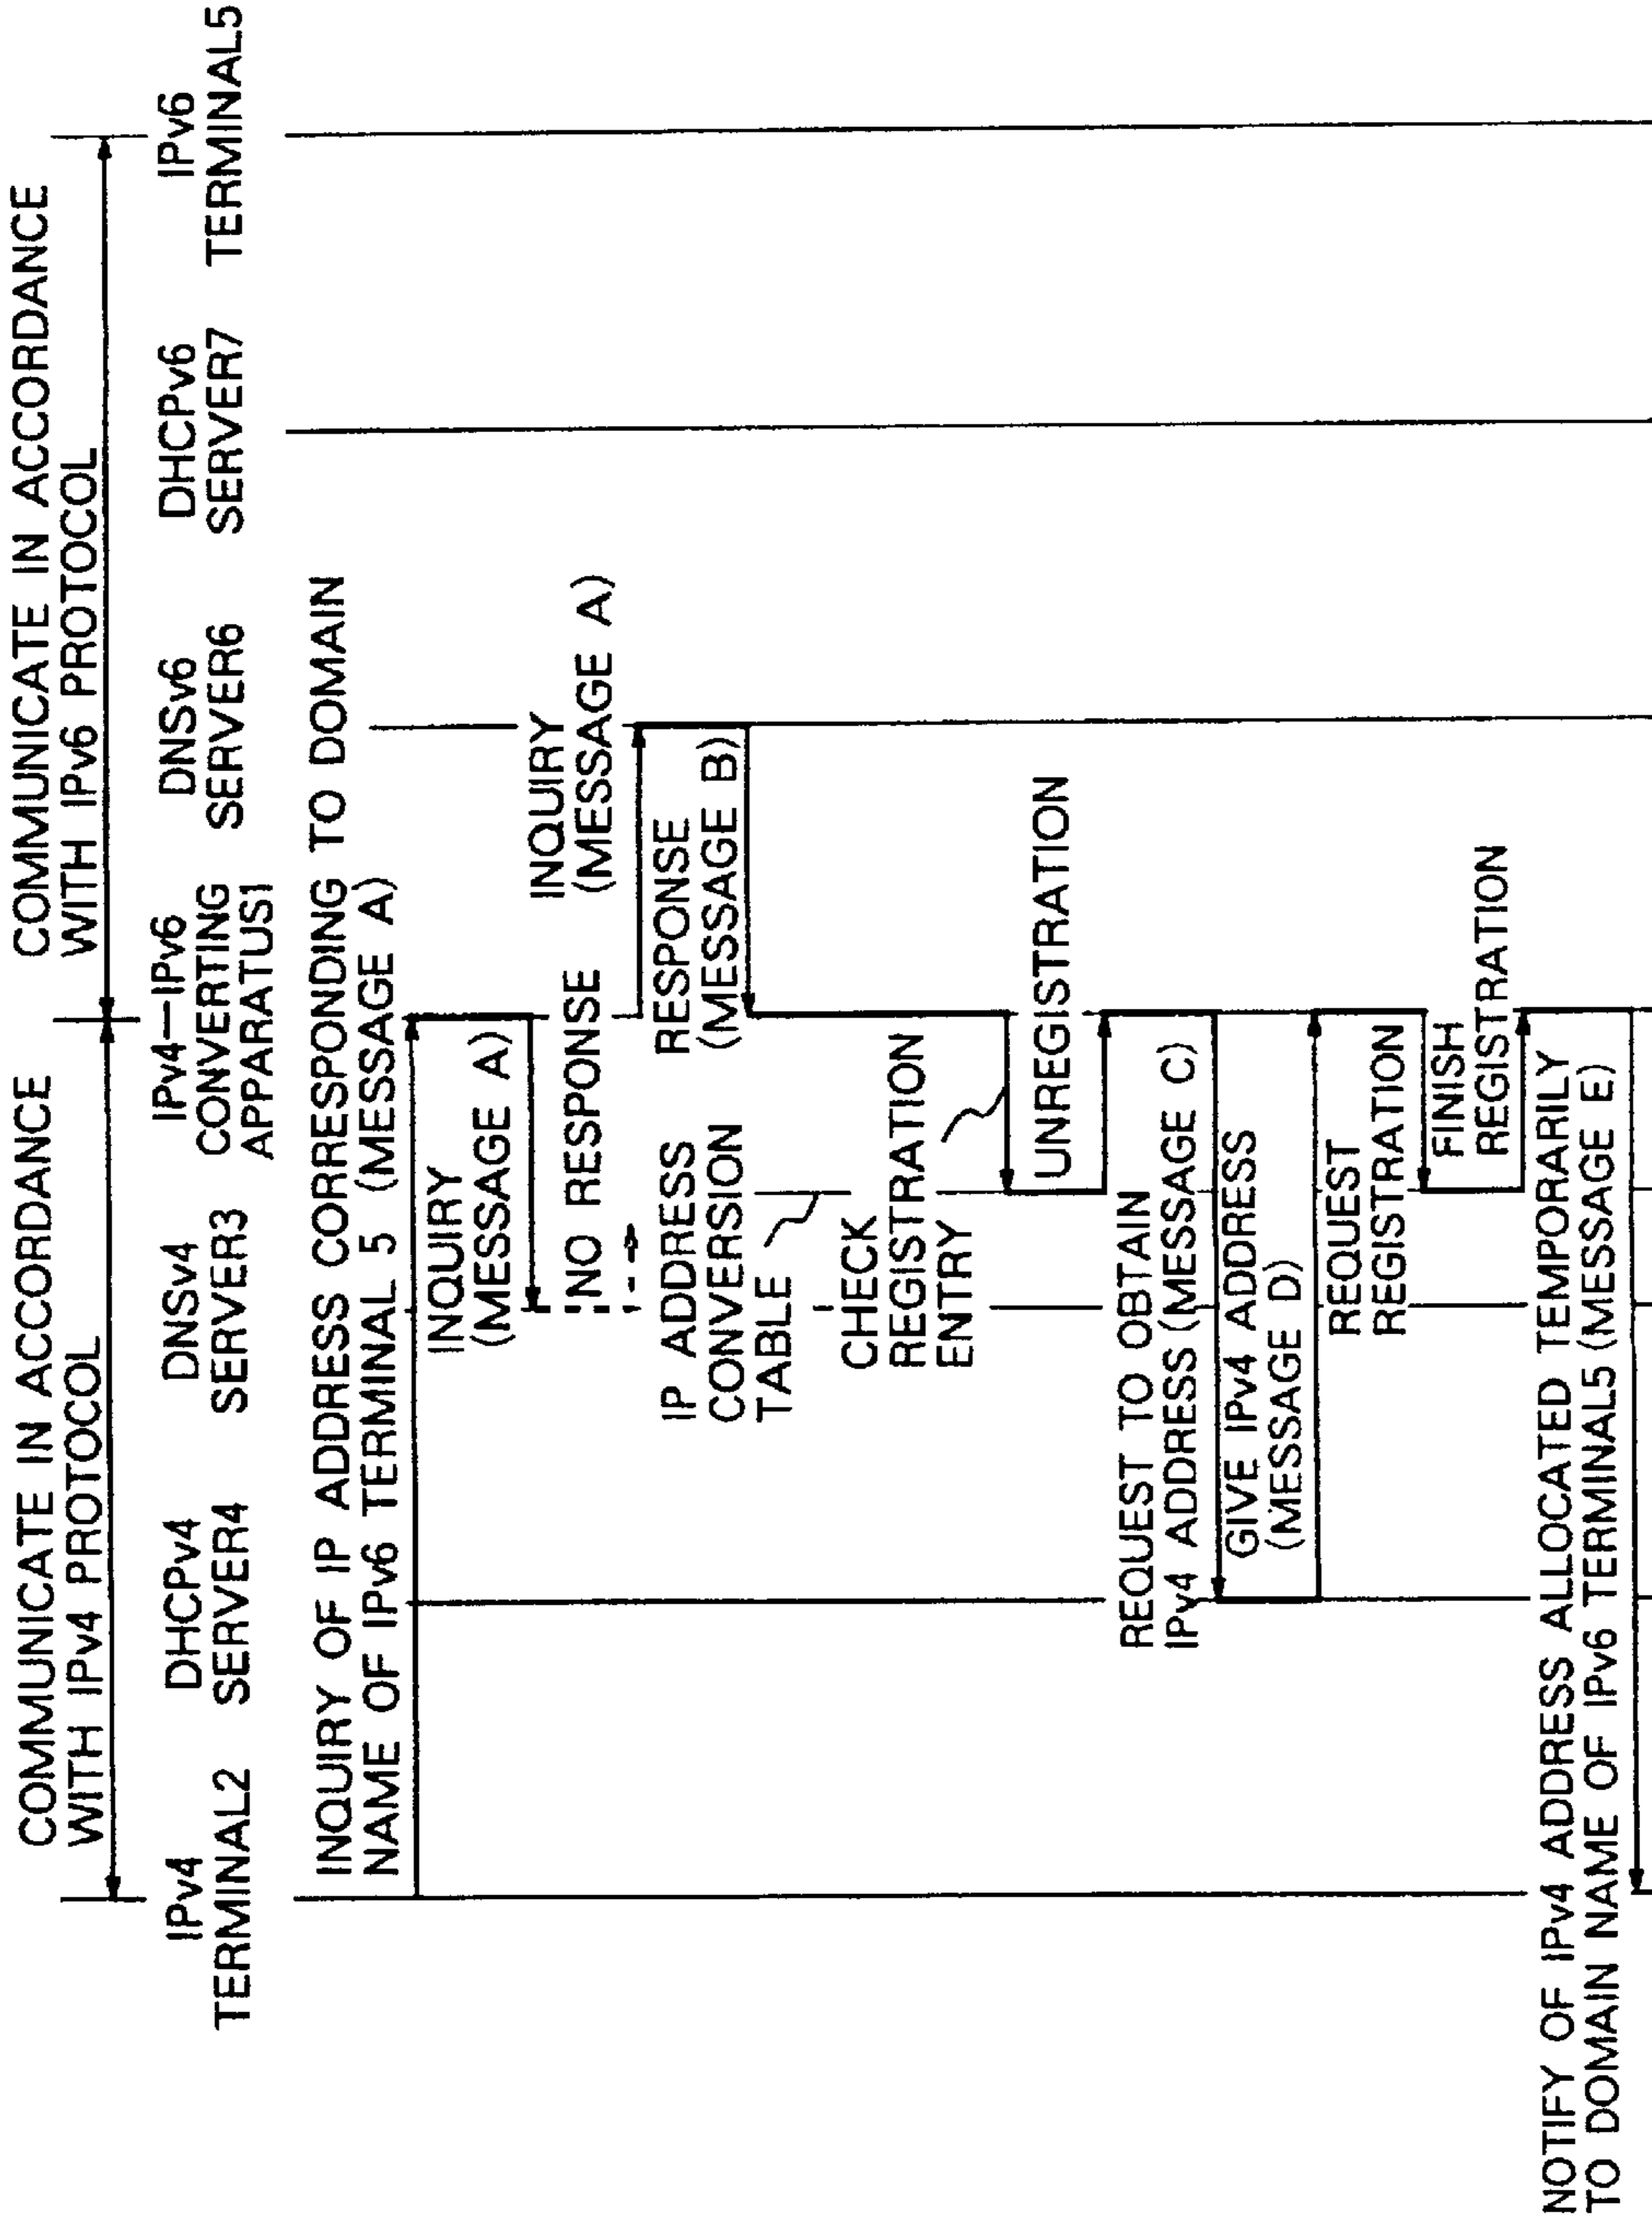 COMMUNICATE IN ACCORDANCE
WITH IPv4 PROTOCOL
COMMUNICATE IN ACCORDANCE
WITH IPv6 PROTOCOL
IPv4
TERMINAL2
DHCPv4
SERVER4
DNSv4
SERVER3
IPv4—IPv6
CONVERTING
APPARATUS1
DNSv6
SERVER6
DHCPv6
SERVER7
IPv6
TERMINAL5
INQUIRY OF IP ADDRESS CORRESPONDING TO DOMAIN
NAME OF IPv6 TERMINAL 5 (MESSAGE A)
INQUIRY
(MESSAGE A)
NO RESPONSE
INQUIRY
(MESSAGE A)
RESPONSE
(MESSAGE B)
IP ADDRESS
CONVERSION
TABLE
CHECK
REGISTRATION
ENTRY
UNREGISTRATION
REQUEST TO OBTAIN
IPv4 ADDRESS (MESSAGE C)
GIVE IPv4 ADDRESS
(MESSAGE D)
REQUEST
REGISTRATION
FINISH
REGISTRATION
NOTIFY OF IPv4 ADDRESS ALLOCATED TEMPORARILY
TO DOMAIN NAME OF IPv6 TERMINAL5 (MESSAGE E)